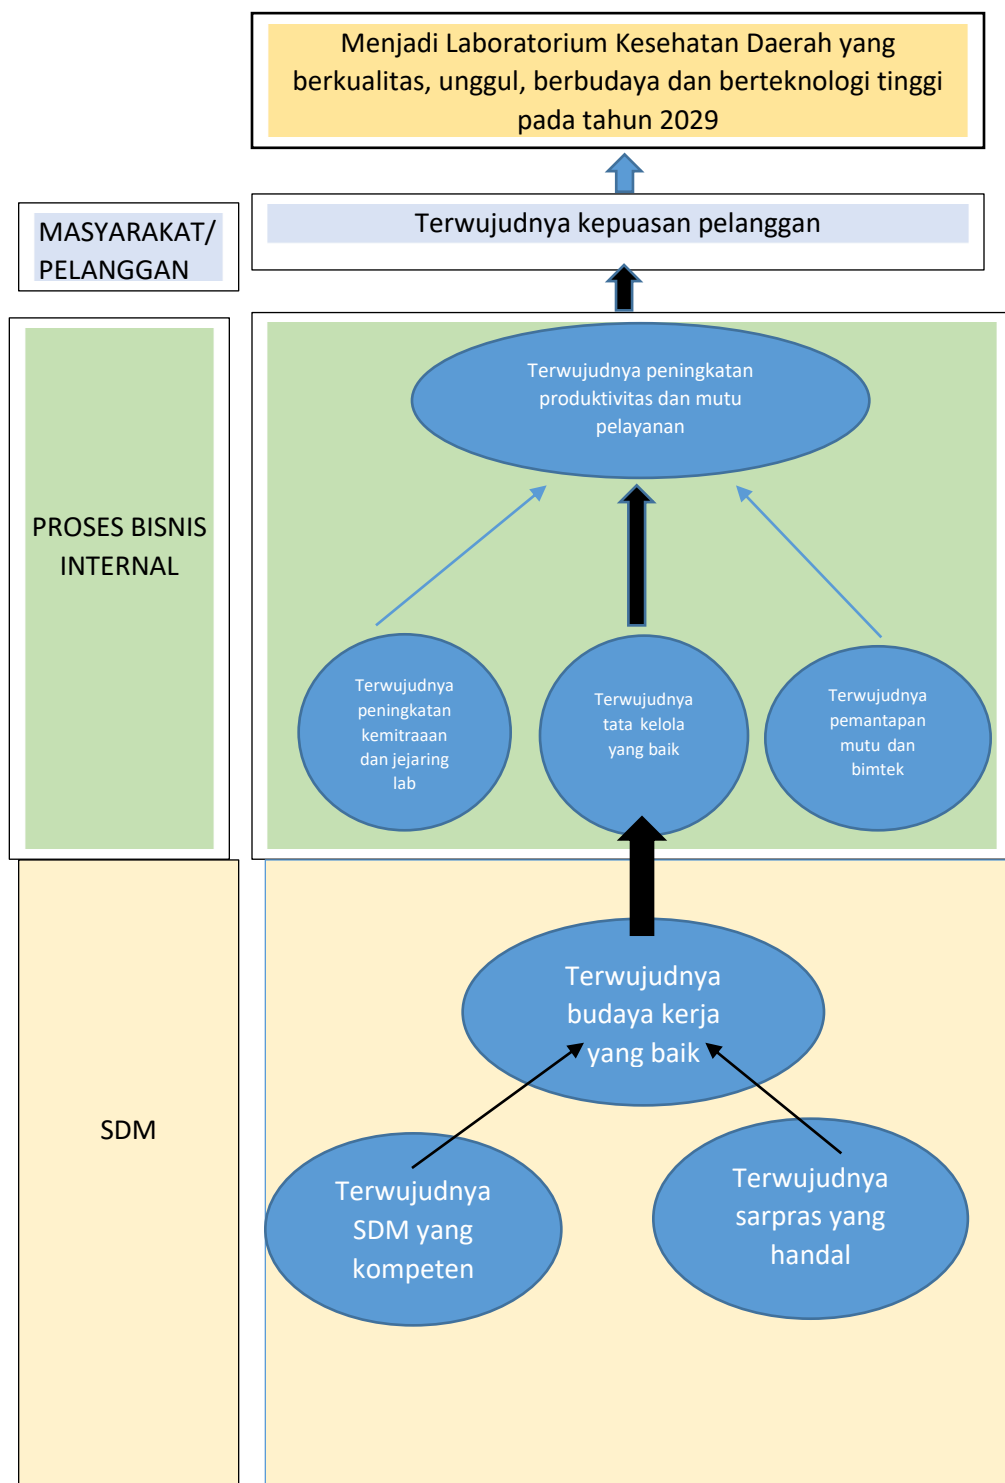 Menjadi Laboratorium Kesehatan Daerah yang
berkualitas, unggul, berbudaya dan berteknologi tinggi
pada tahun 2029
MASYARAKAT/
PELANGGAN
Terwujudnya kepuasan pelanggan
PROSES BISNIS
INTERNAL
Terwujudnya peningkatan
produktivitas dan mutu
pelayanan
Terwujudnya
peningkatan
kemitraaan
dan jejaring
lab
Terwujudnya
tata kelola
yang baik
Terwujudnya
pemantapan
mutu dan
bimtek
SDM
Terwujudnya
budaya kerja
yang baik
Terwujudnya
SDM yang
kompeten
Terwujudnya
sarpras yang
handal